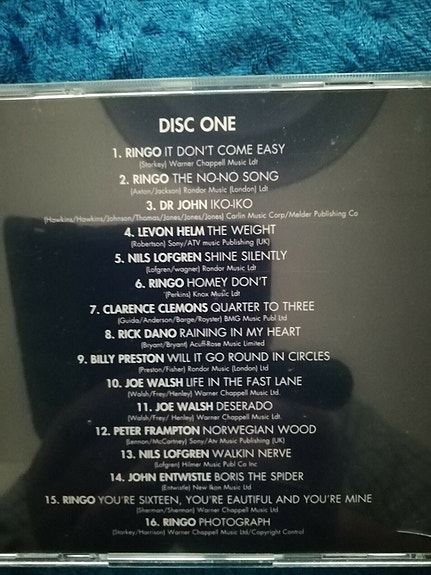 DISC ONE
1. RINGO IT DON'T COME EASY
(Starkey) Warner Chappell Music Ldt
2. RINGO THE NO-NO SONG
(Axton/Jackson) Rondor Music (London) Ldt
3. DR JOHN IKO-IKO
(Hawkins/Hawkins/Johnson/Thomas/Jones/Jones/Jones) Carlin Music Corp/Melder Publishing Co
4. LEVON HELM THE WEIGHT
(Robertson) Sony/ATV music Publishing (UK)
5. NILS LOFGREN SHINE SILENTLY
(Lofgren/wagner) Rondor Music Ldt
6. RINGO HOMEY DON'T
(Perkins) Knox Music Ldt
7. CLARENCE CLEMONS QUARTER TO THREE
(Guida/Anderson/Barge/Royster) BMG Music Publ Ltd
8. RICK DANO RAINING IN MY HEART
(Bryant/Bryant) Acuff-Rose Music Limited
9. BILLY PRESTON WILL IT GO ROUND IN CIRCLES
(Preston/Fisher) Rondor Music (London) Ldt
10. JOE WALSH LIFE IN THE FAST LANE
(Walsh/Frey/Henley) Warner Chappell Music Ldt.
11. JOE WALSH DESERADO
(Walsh/Frey/ Henley) Warner Chappell Music Ldt
12. PETER FRAMPTON NORWEGIAN WOOD
(Lennon/McCartney) Sony/Atv Music Publishing (UK)
13. NILS LOFGREN WALKIN NERVE
(Lofgren) Hilmer Music Publ Co Inc
14. JOHN ENTWISTLE BORIS THE SPIDER
(Entwistle) New Ikon Music Ltd
15. RINGO YOU'RE SIXTEEN, YOU'RE EAUTIFUL AND YOU'RE MINE
(Sherman/Sherman) Warner Chappell Music Ltd
16. RINGO PHOTOGRAPH
(Starkey/Harrison) Warner Chappell Music Ltd/Copyright Control